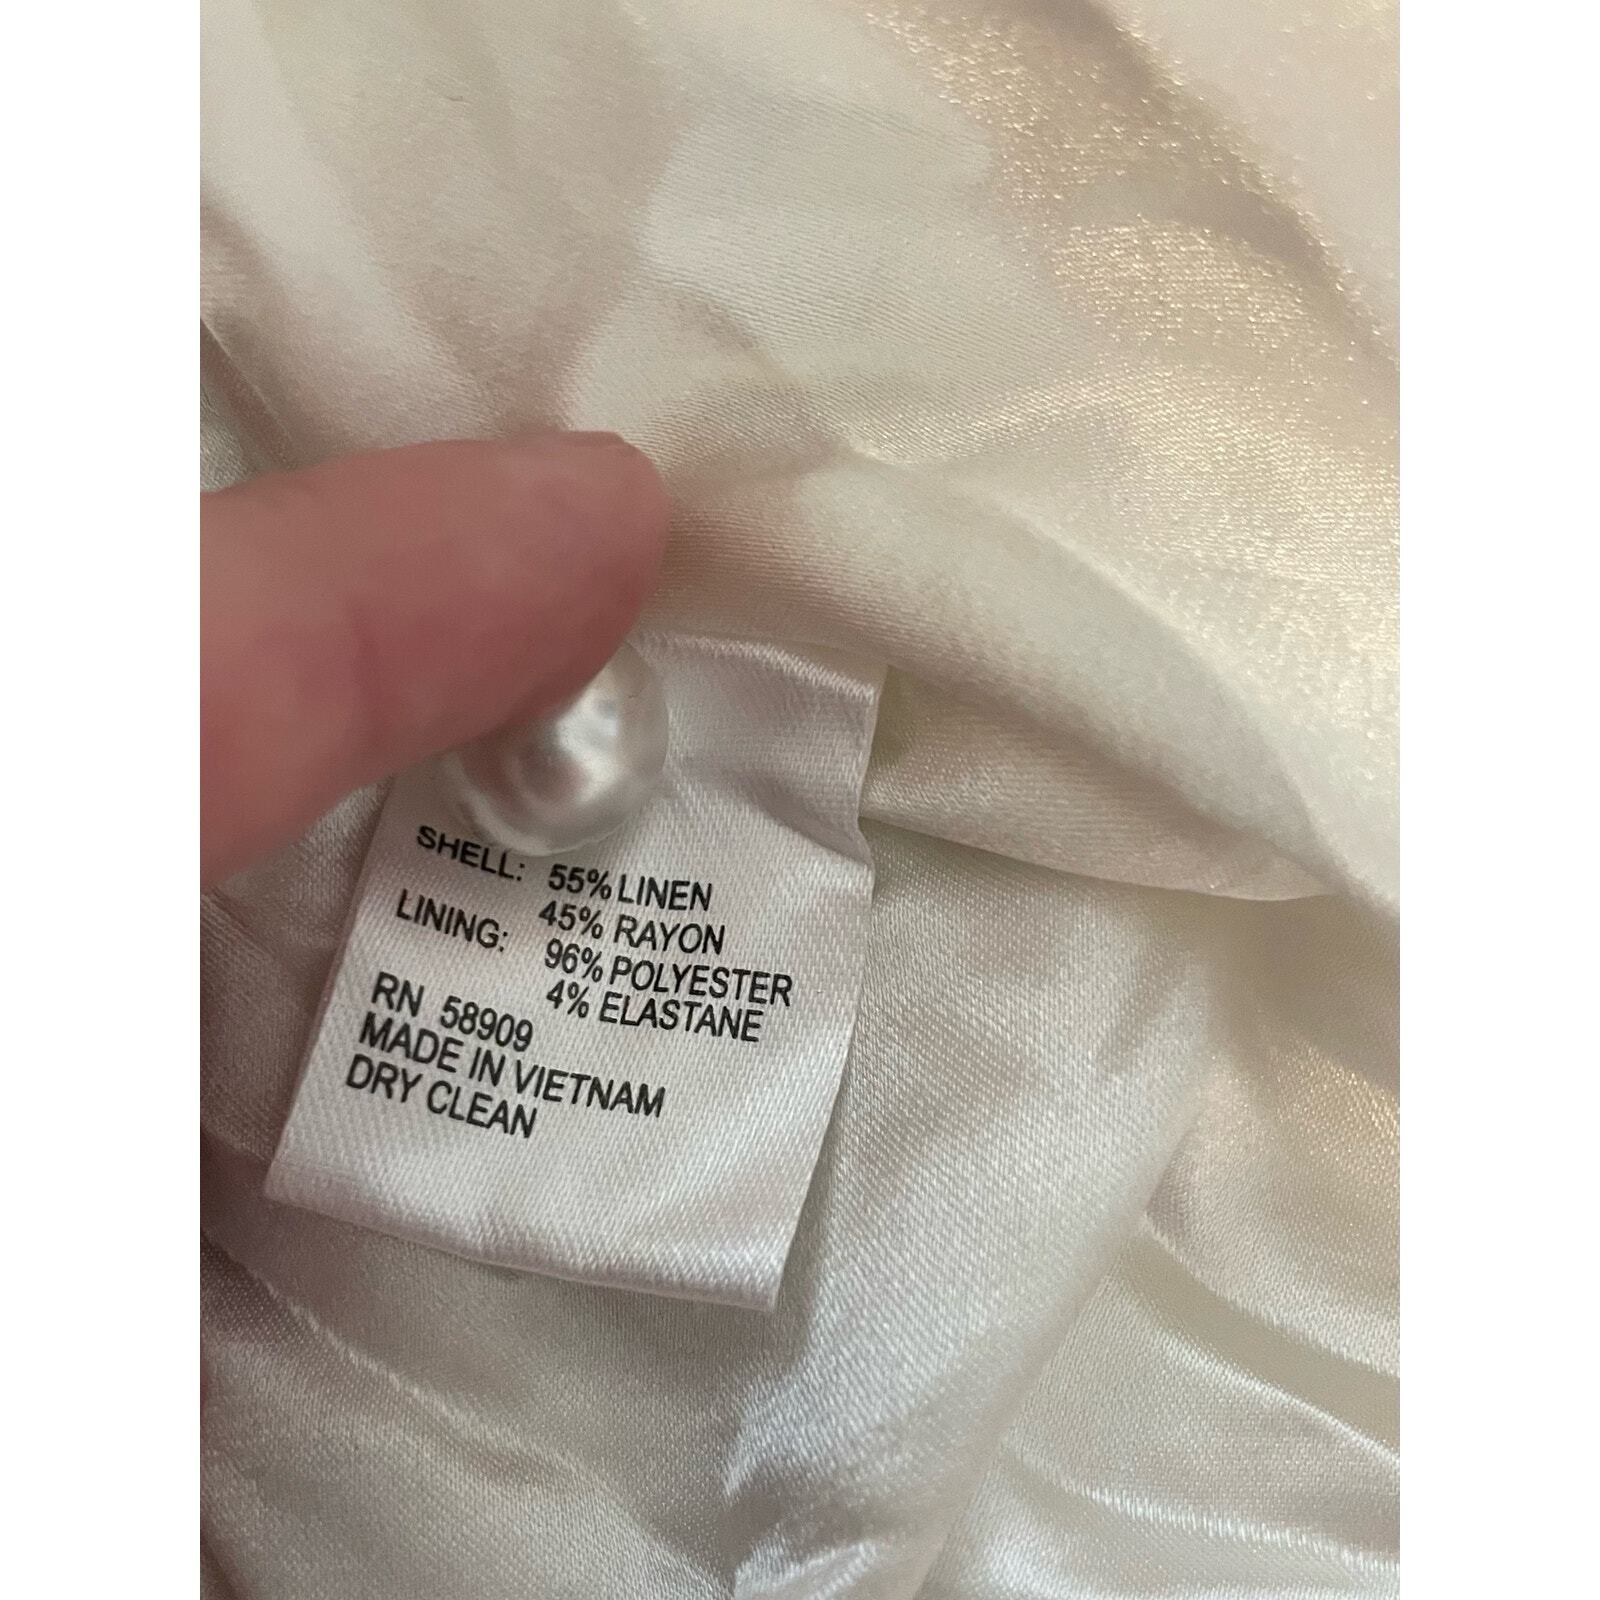 SHELL: 55% LINEN
45% RAYON
LINING: 96% POLYESTER
4% ELASTANE
RN 58909
MADE IN VIETNAM
DRY CLEAN